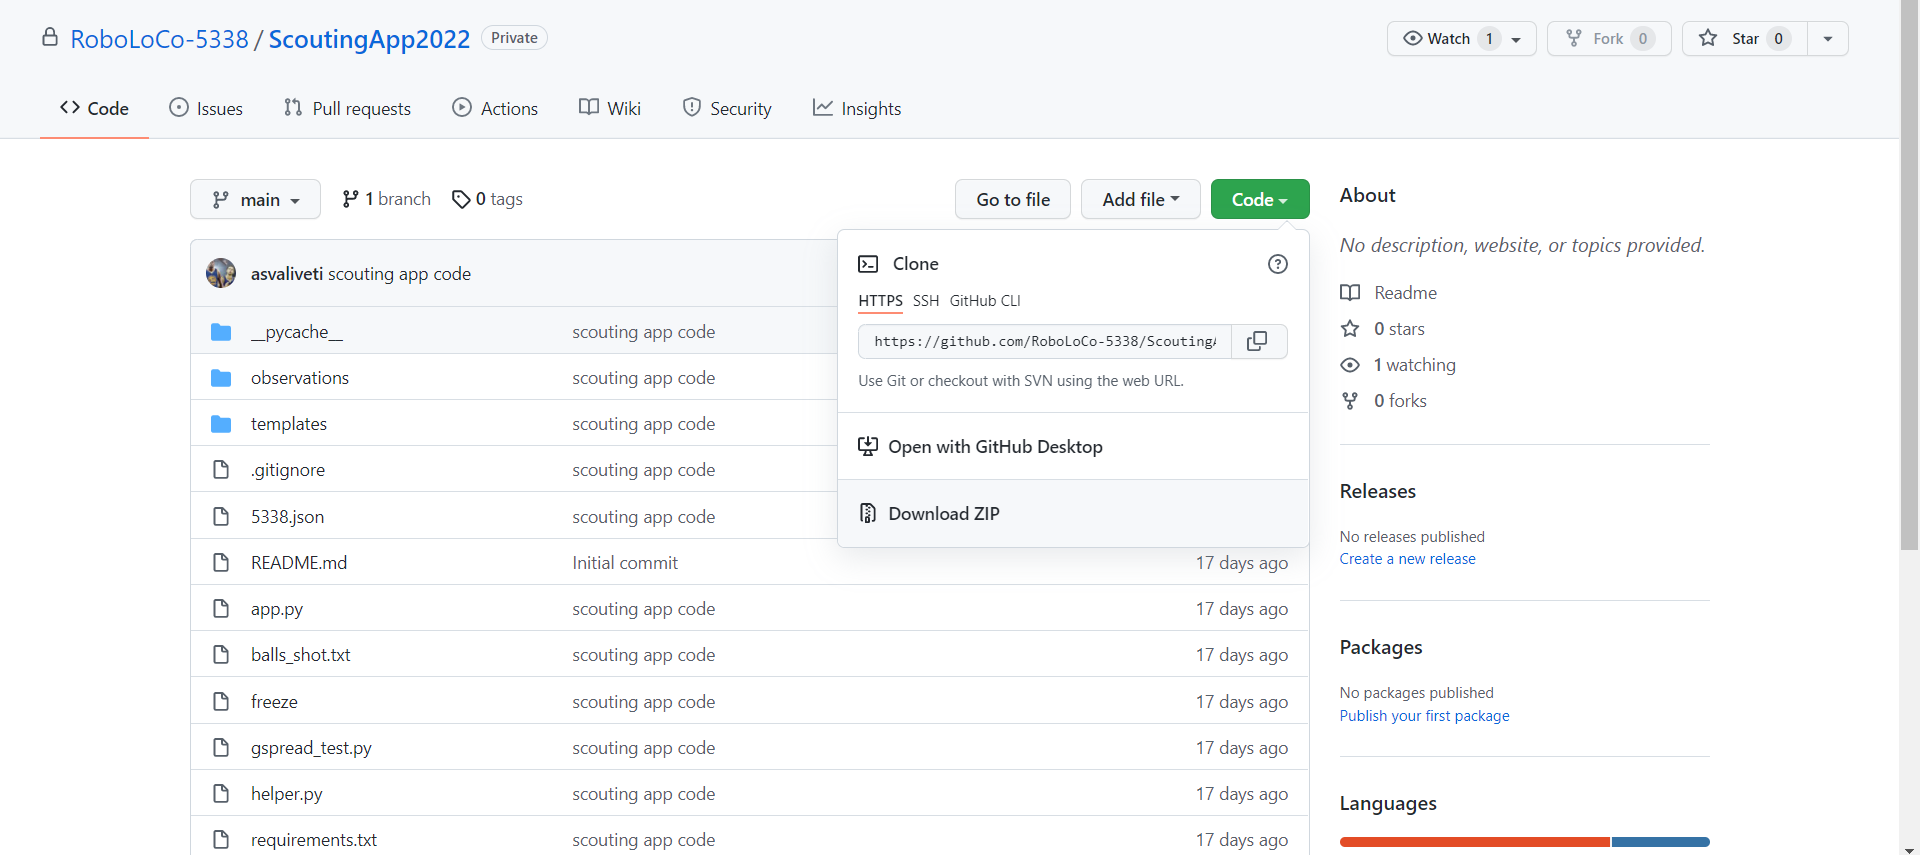 RoboLoCo-5338 / ScoutingApp2022 Private
Watch 1
Fork 0
Star 0
Code
Issues
Pull requests
Actions
Wiki
Security
Insights
main
1 branch
0 tags
Go to file
Add file
Code
asvaliveti scouting app code
__pycache__ scouting app code
observations scouting app code
templates scouting app code
.gitignore scouting app code
5338.json scouting app code
README.md Initial commit 17 days ago
app.py scouting app code 17 days ago
balls_shot.txt scouting app code 17 days ago
freeze scouting app code 17 days ago
gspread_test.py scouting app code 17 days ago
helper.py scouting app code 17 days ago
requirements.txt scouting app code 17 days ago
Clone
HTTPS SSH GitHub CLI
https://github.com/RoboLoCo-5338/ScoutingA
Use Git or checkout with SVN using the web URL.
Open with GitHub Desktop
Download ZIP
About
No description, website, or topics provided.
Readme
0 stars
1 watching
0 forks
Releases
No releases published
Create a new release
Packages
No packages published
Publish your first package
Languages